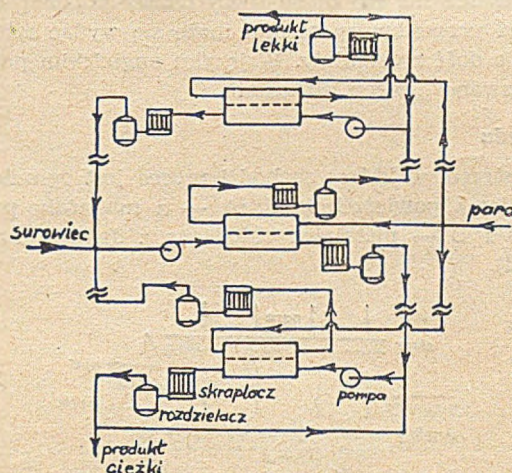 produkt
lekki
surowiec
para
skraplacz
pompa
rozdzielacz
produkt
ciężki